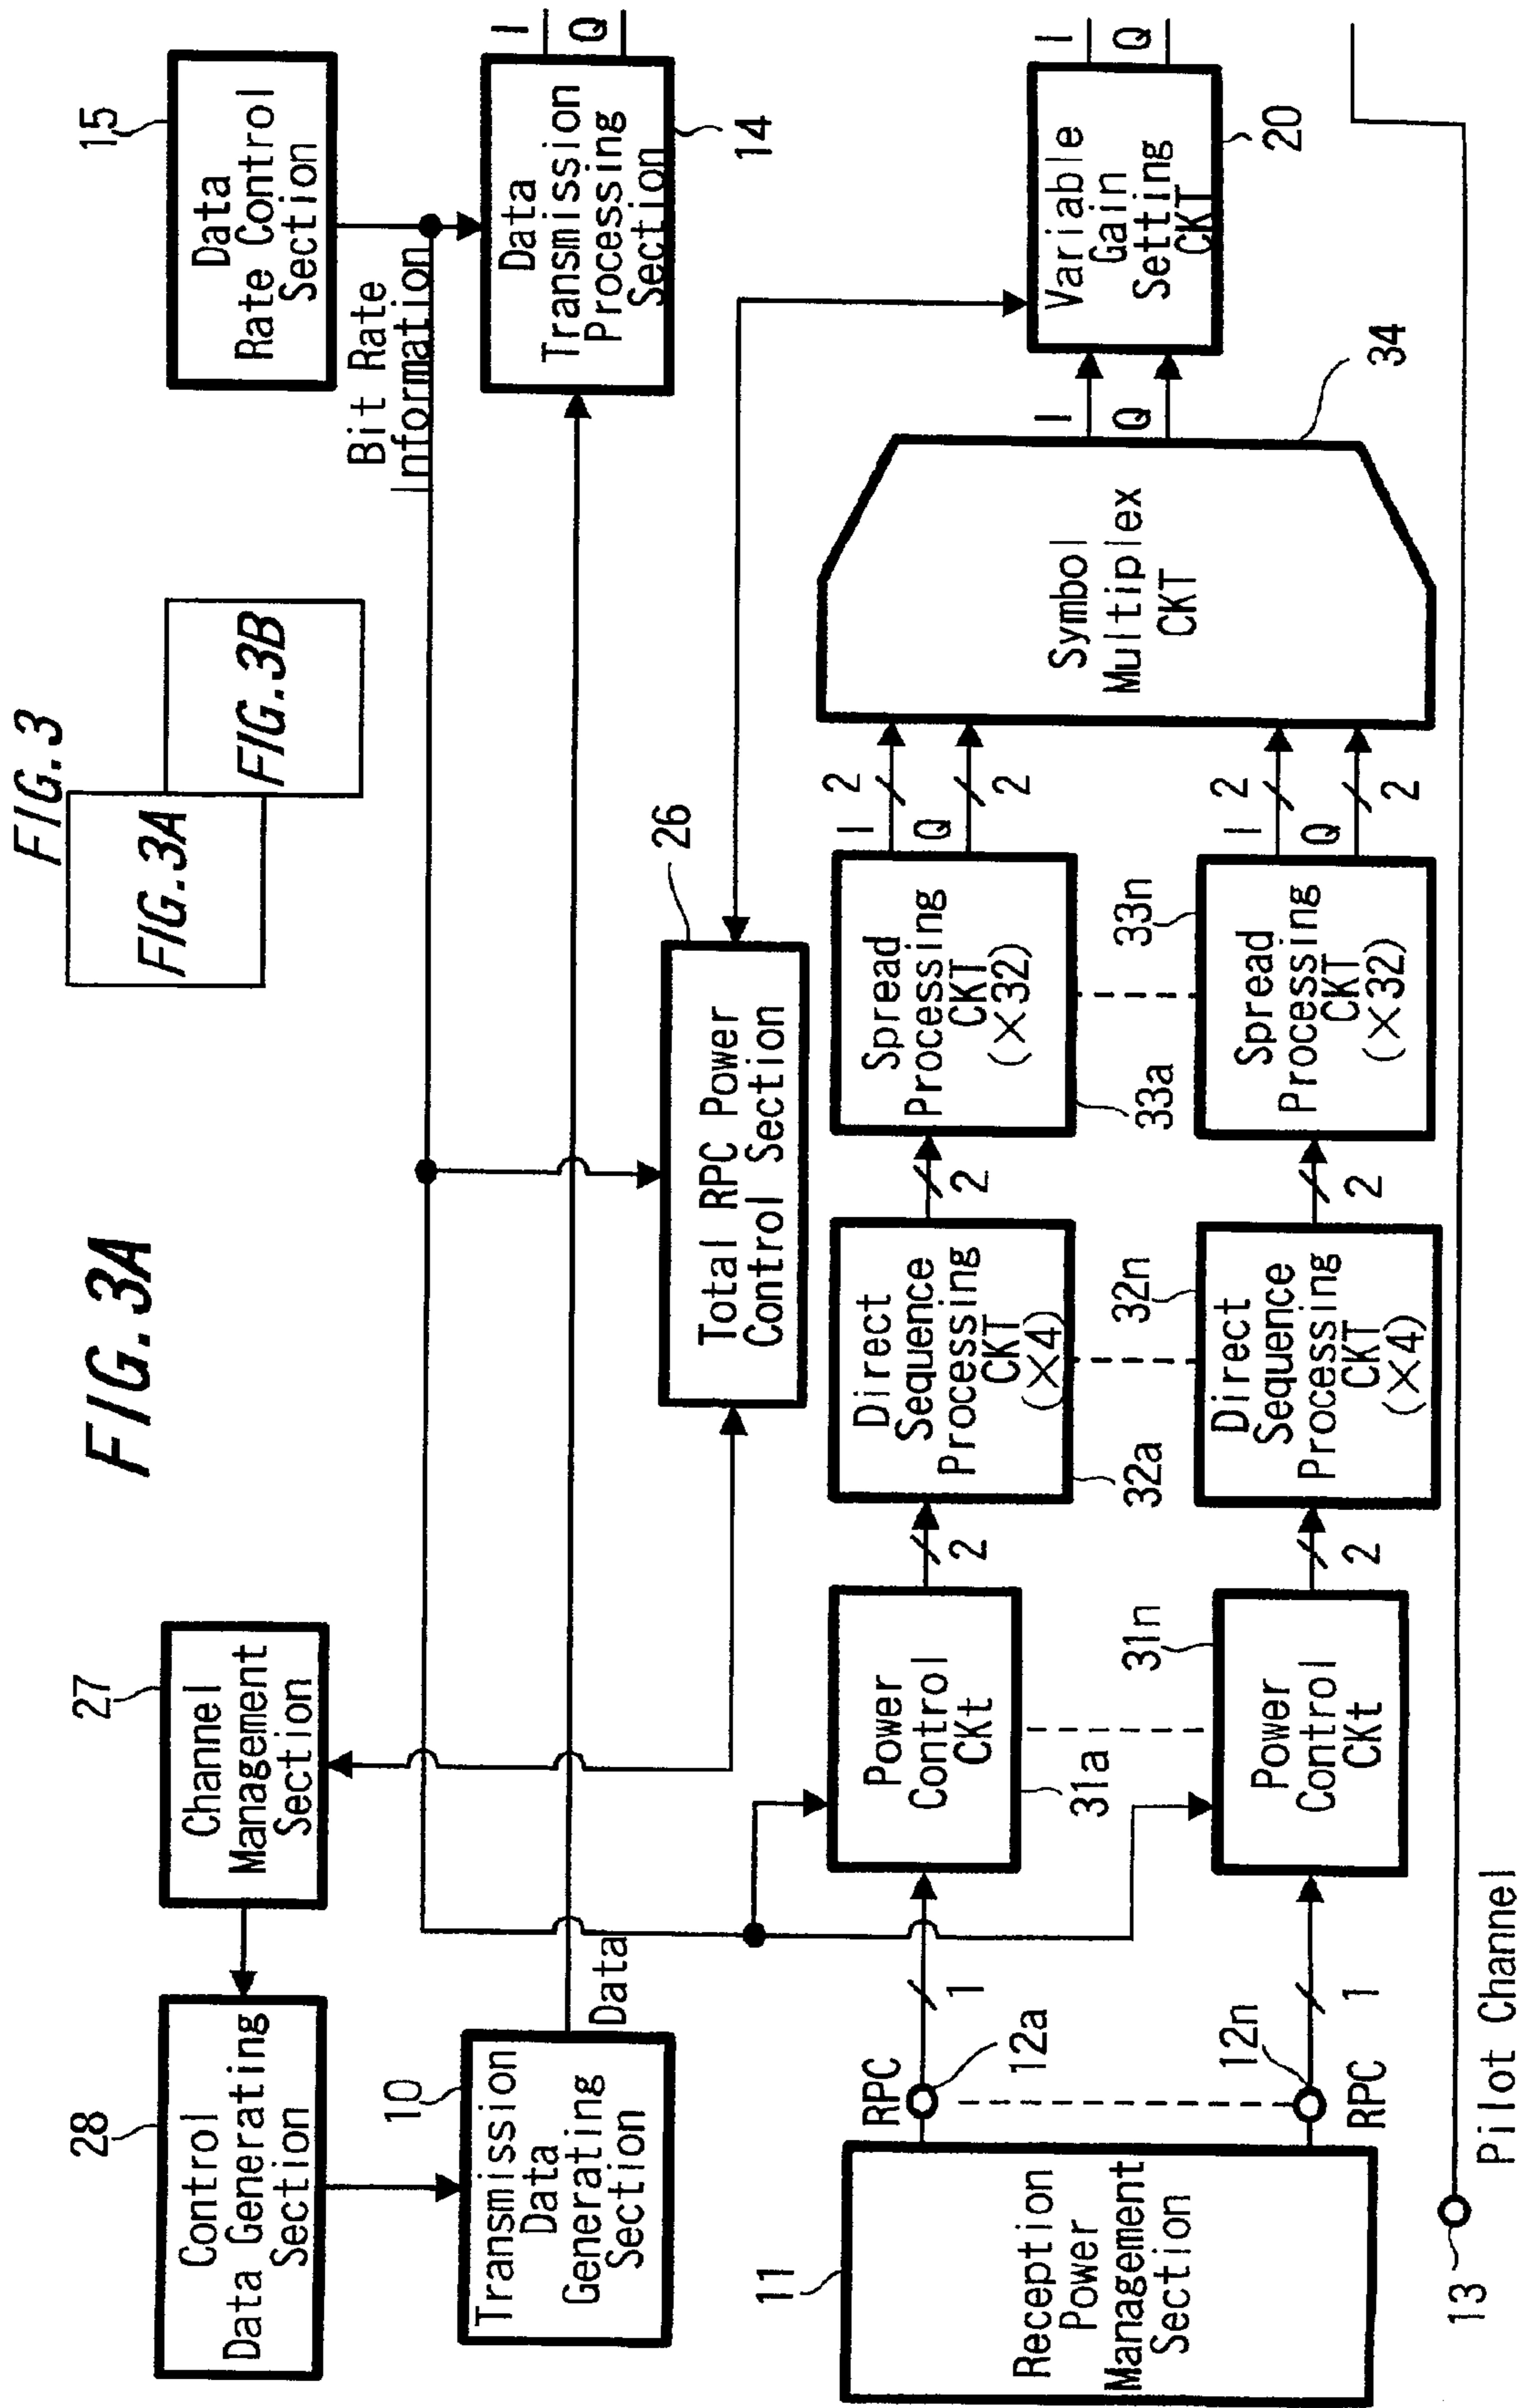 FIG. 3
FIG. 3A
FIG. 3B
FIG. 3A
15
Data
Rate Control
Section
Bit Rate
Information
Data
Transmission
Processing
Section
14
I
Q
27
Channel
Management
Section
28
Control
Data Generating
Section
10
Transmission
Data
Generating
Section
Data
26
Total RPC Power
Control Section
11
Reception
Power
Management
Section
RPC
12a
1
Power
Control
CKt
31a
2
Direct
Sequence
Processing
CKT
(×4)
32a
2
Spread
Processing
CKT
(×32)
33a
I
2
Q
2
RPC
12n
1
Power
Control
CKt
31n
2
Direct
Sequence
Processing
CKT
(×4)
32n
2
Spread
Processing
CKT
(×32)
33n
I
2
Q
2
Symbol
Multiplex
CKT
34
I
Q
Variable
Gain
Setting
CKT
20
I
Q
13
Pilot Channel